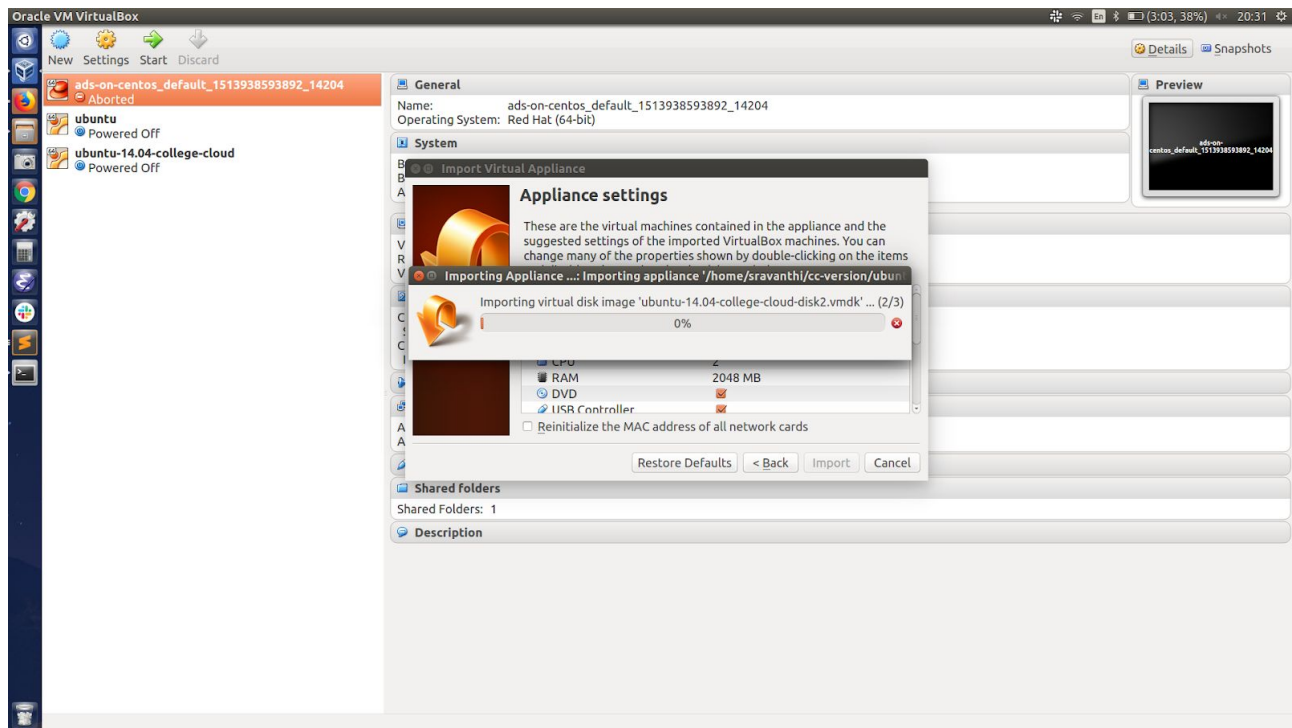 Oracle VM VirtualBox
En (3:03, 38%) 20:31
New Settings Start Discard
Details Snapshots
ads-on-centos_default_1513938593892_14204
Aborted
ubuntu
Powered Off
ubuntu-14.04-college-cloud
Powered Off
General
Name: ads-on-centos_default_1513938593892_14204
Operating System: Red Hat (64-bit)
System
Preview
ads-on-
centos_default_1513938593892_14204
Import Virtual Appliance
Appliance settings
These are the virtual machines contained in the appliance and the
suggested settings of the imported VirtualBox machines. You can
change many of the properties shown by double-clicking on the items
Importing Appliance ...: Importing appliance '/home/sravanthi/cc-version/ubunt
Importing virtual disk image 'ubuntu-14.04-college-cloud-disk2.vmdk' ... (2/3)
0%
CPU 2
RAM 2048 MB
DVD
USB Controller
Reinitialize the MAC address of all network cards
Restore Defaults < Back Import Cancel
Shared folders
Shared Folders: 1
Description